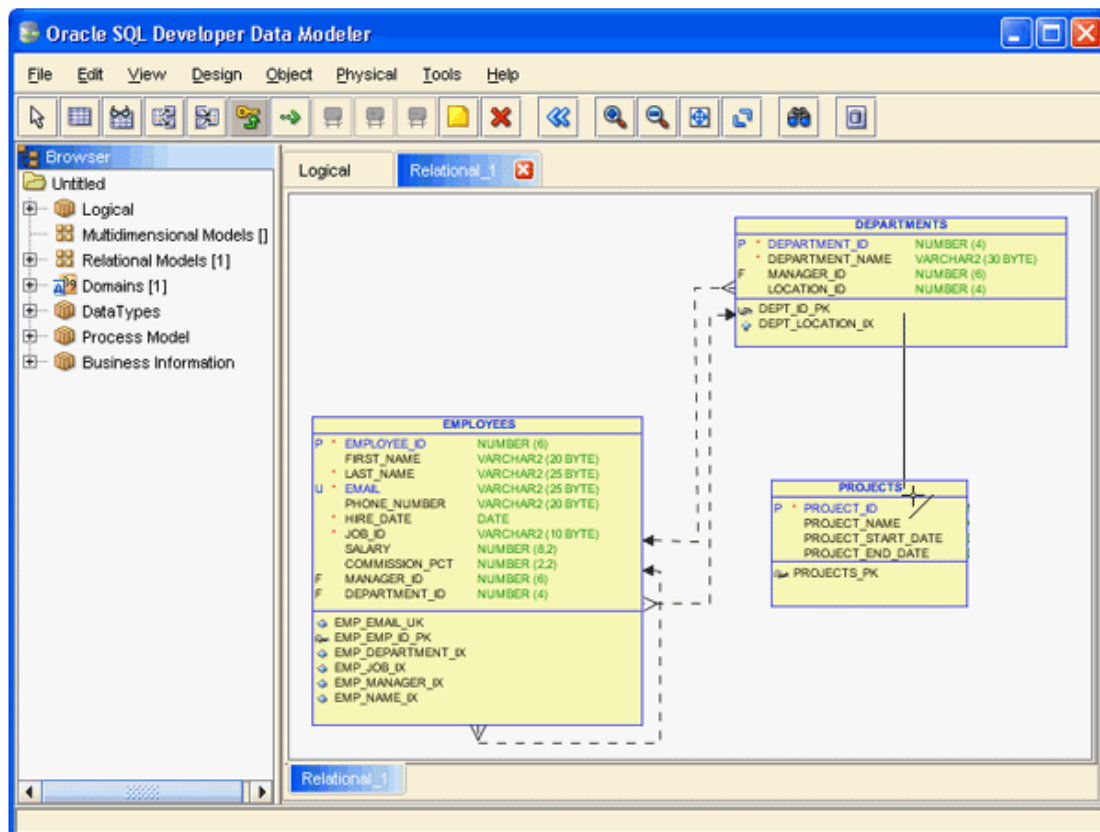 Oracle SQL Developer Data Modeler
File Edit View Design Object Physical Tools Help
Browser
Untitled
Logical
Multidimensional Models []
Relational Models [1]
Domains [1]
DataTypes
Process Model
Business Information
Logical Relational_1
DEPARTMENTS
P * DEPARTMENT_ID NUMBER (4)
* DEPARTMENT_NAME VARCHAR2 (30 BYTE)
F MANAGER_ID NUMBER (6)
LOCATION_ID NUMBER (4)
DEPT_ID_PK
DEPT_LOCATION_IX
EMPLOYEES
P * EMPLOYEE_ID NUMBER (6)
FIRST_NAME VARCHAR2 (20 BYTE)
* LAST_NAME VARCHAR2 (25 BYTE)
U * EMAIL VARCHAR2 (25 BYTE)
PHONE_NUMBER VARCHAR2 (20 BYTE)
* HIRE_DATE DATE
* JOB_ID VARCHAR2 (10 BYTE)
SALARY NUMBER (8,2)
COMMISSION_PCT NUMBER (2,2)
F MANAGER_ID NUMBER (6)
F DEPARTMENT_ID NUMBER (4)
EMP_EMAIL_UK
EMP_EMP_ID_PK
EMP_DEPARTMENT_IX
EMP_JOB_IX
EMP_MANAGER_IX
EMP_NAME_IX
PROJECTS
P * PROJECT_ID
PROJECT_NAME
PROJECT_START_DATE
PROJECT_END_DATE
PROJECTS_PK
Relational_1